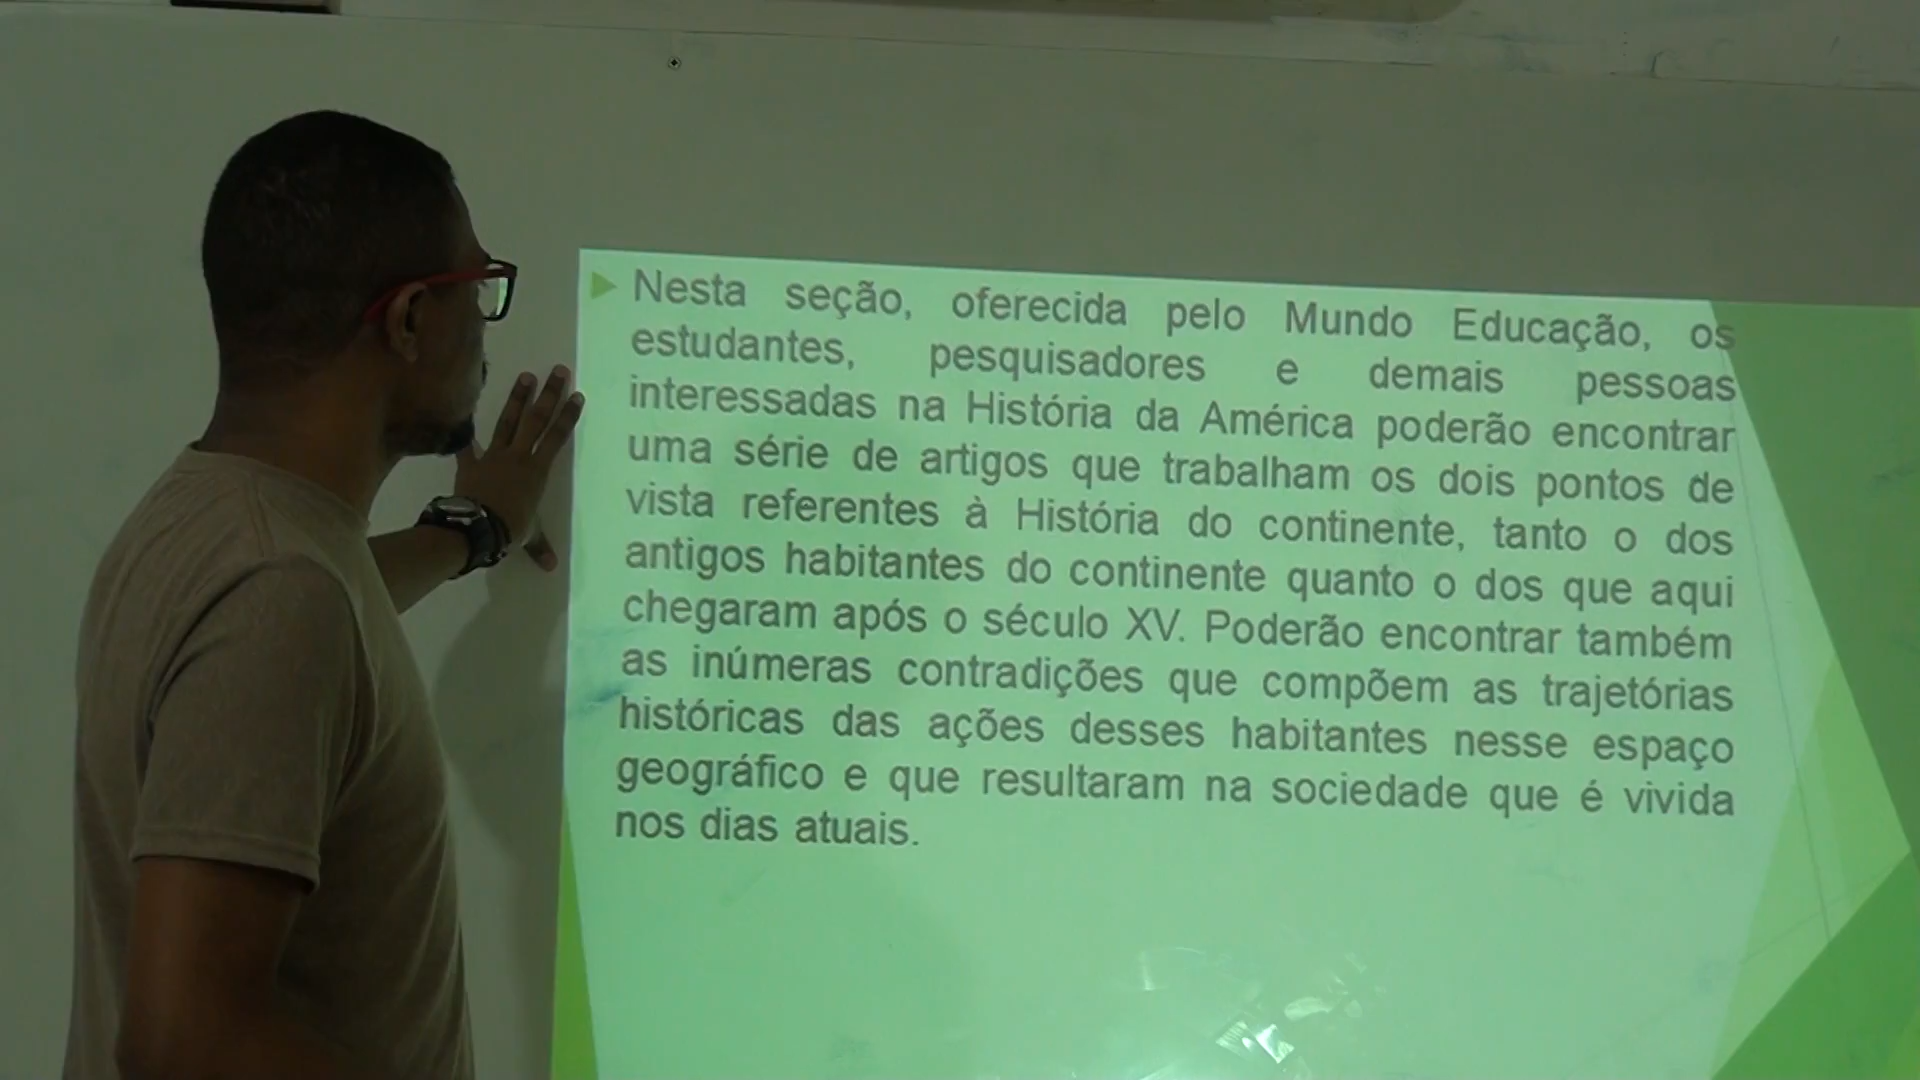 Nesta seção, oferecida pelo Mundo Educação, os
estudantes, pesquisadores e demais pessoas
interessadas na História da América poderão encontrar
uma série de artigos que trabalham os dois pontos de
vista referentes à História do continente, tanto o dos
antigos habitantes do continente quanto o dos que aqui
chegaram após o século XV. Poderão encontrar também
as inúmeras contradições que compõem as trajetórias
históricas das ações desses habitantes nesse espaço
geográfico e que resultaram na sociedade que é vivida
nos dias atuais.